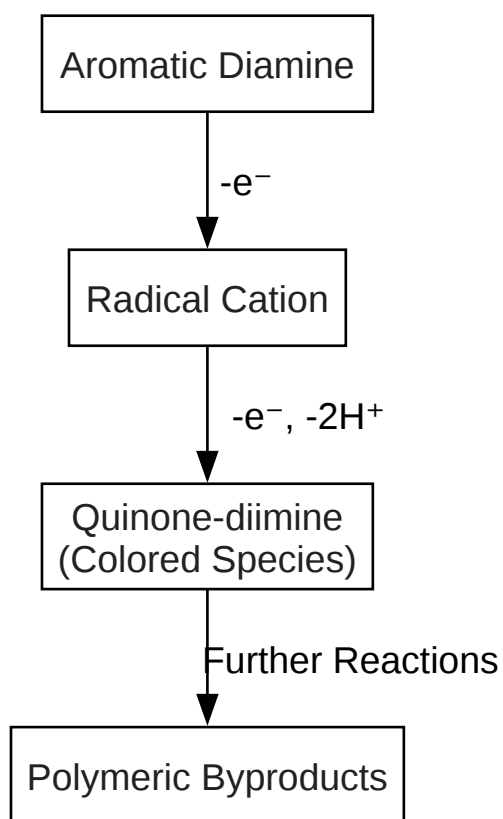 Aromatic Diamine
-e⁻
Radical Cation
-e⁻, -2H⁺
Quinone-diimine
(Colored Species)
Further Reactions
Polymeric Byproducts